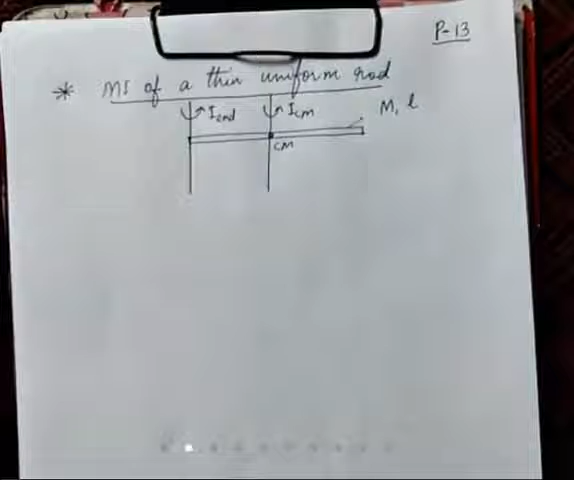 P-13
* MI of a thin uniform rod
I_end I_cm M, l
CM